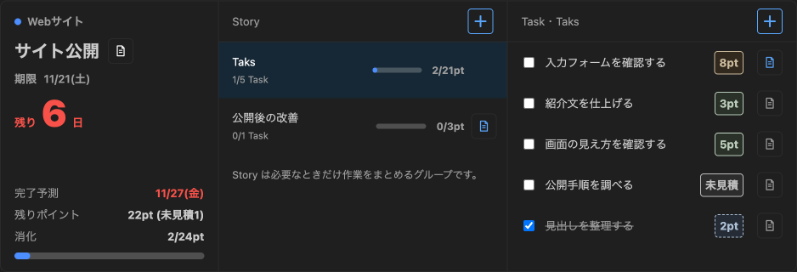 Webサイト
サイト公開
期限 11/21(土)
残り 6 日
完了予測 11/27(金)
残りポイント 22pt (未見積1)
消化 2/24pt
Story
Taks
1/5 Task
2/21pt
公開後の改善
0/1 Task
0/3pt
Story は必要なときだけ作業をまとめるグループです。
Task・Taks
入力フォームを確認する 8pt
紹介文を仕上げる 3pt
画面の見え方を確認する 5pt
公開手順を調べる 未見積
見出しを整理する 2pt